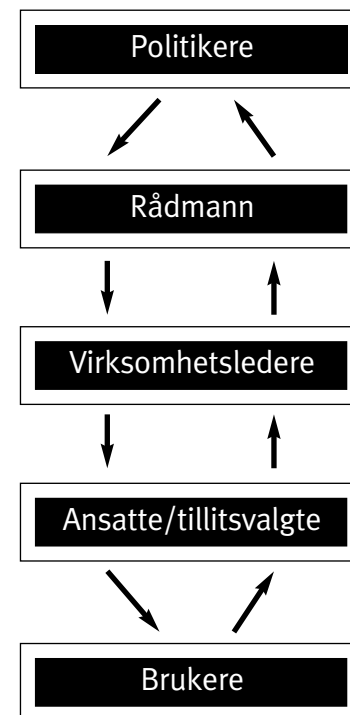 Politikere
Rådmann
Virksomhetsledere
Ansatte/tillitsvalgte
Brukere